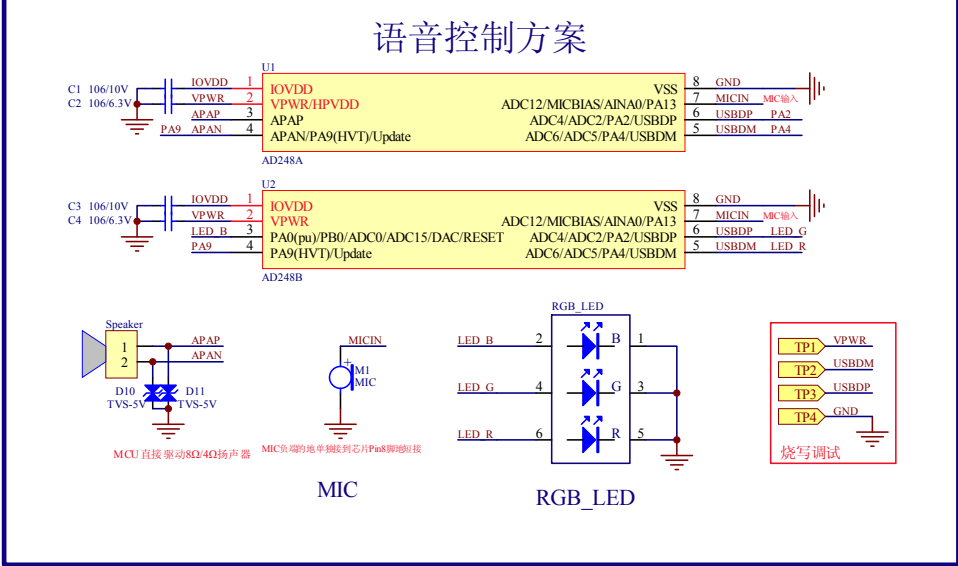 语音控制方案
U1
C1 106/10V
C2 106/6.3V
IOVDD 1 IOVDD
VPWR 2 VPWR/HPVDD
APAP 3 APAP
PA9 APAN 4 APAN/PA9(HVT)/Update
VSS 8 GND
ADC12/MICBIAS/AINA0/PA13 7 MICIN MIC输入
ADC4/ADC2/PA2/USBDP 6 USBDP PA2
ADC6/ADC5/PA4/USBDM 5 USBDM PA4
AD248A
U2
C3 106/10V
C4 106/6.3V
IOVDD 1 IOVDD
VPWR 2 VPWR
LED_B 3 PA0(pu)/PB0/ADC0/ADC15/DAC/RESET
PA9 4 PA9(HVT)/Update
VSS 8 GND
ADC12/MICBIAS/AINA0/PA13 7 MICIN MIC输入
ADC4/ADC2/PA2/USBDP 6 USBDP LED_G
ADC6/ADC5/PA4/USBDM 5 USBDM LED_R
AD248B
Speaker
1 APAP
2 APAN
D10 D11
TVS-5V TVS-5V
MCU直接驱动8Ω/4Ω扬声器
MICIN
+
M1
MIC
MIC负端的地单独接到芯片Pin8脚地短接
MIC
RGB_LED
LED_B 2 B 1
LED_G 4 G 3
LED_R 6 R 5
RGB_LED
TP1 VPWR
TP2 USBDM
TP3 USBDP
TP4 GND
烧写调试